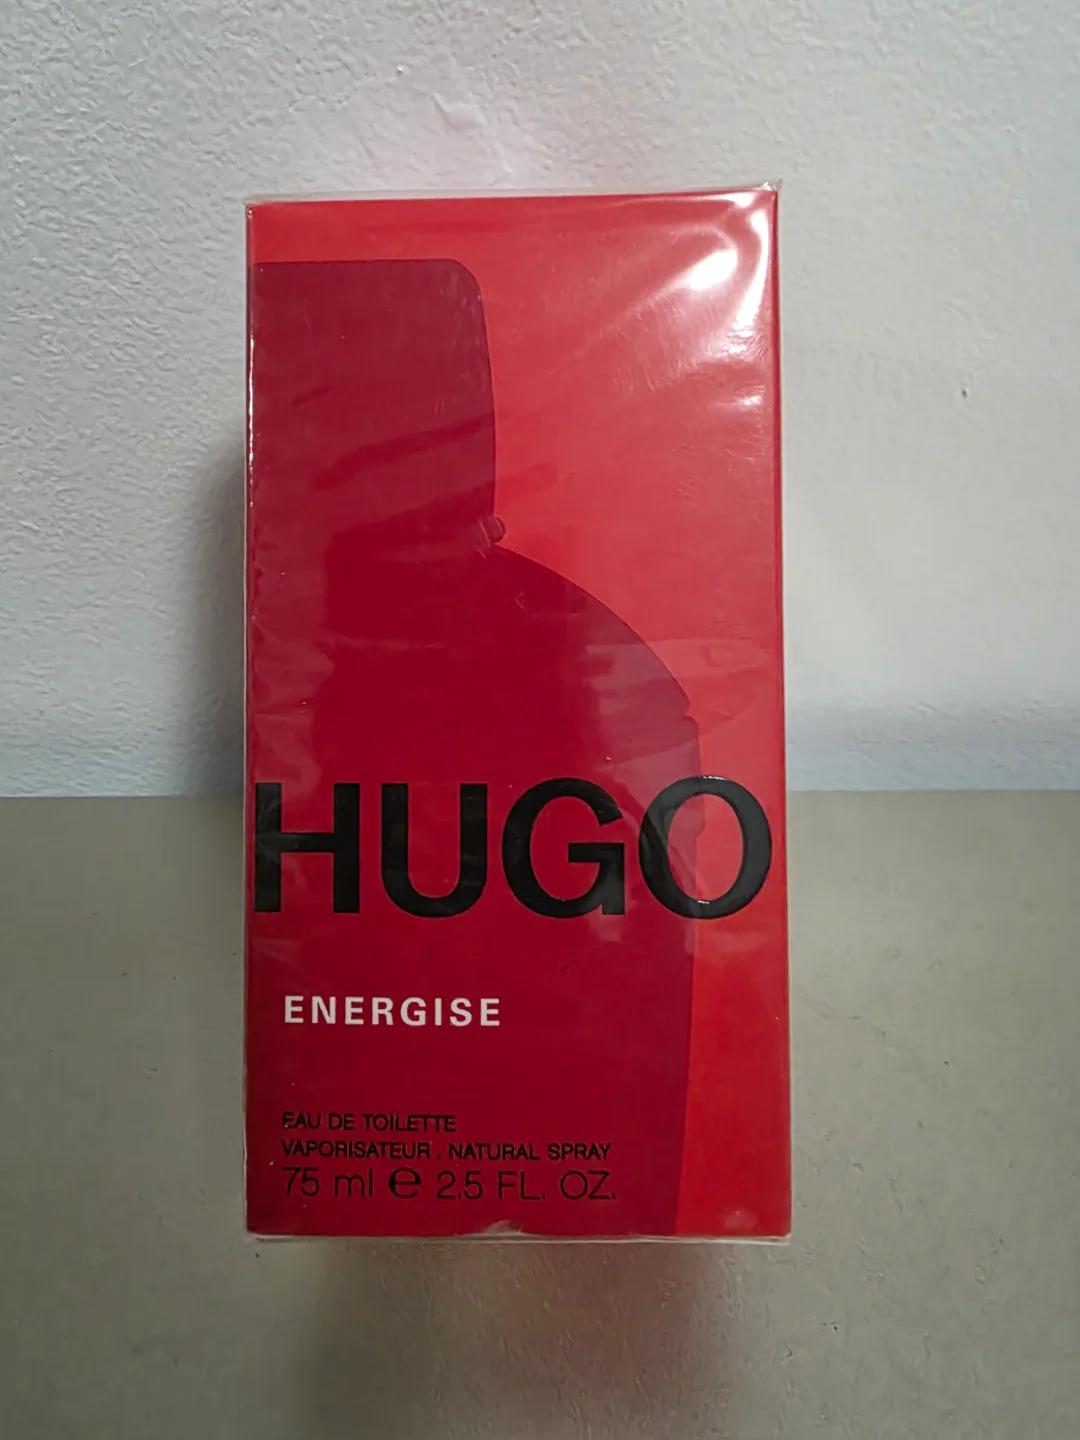 HUGO
ENERGISE
EAU DE TOILETTE
VAPORISATEUR . NATURAL SPRAY
75 ml ℮ 2.5 FL. OZ.